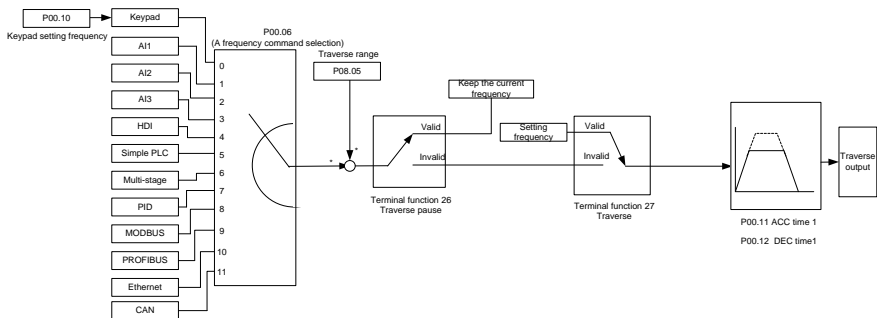 P00.10
Keypad setting frequency
Keypad
AI1
AI2
AI3
HDI
Simple PLC
Multi-stage
PID
MODBUS
PROFIBUS
Ethernet
CAN
P00.06
(A frequency command selection)
0
1
2
3
4
5
6
7
8
9
10
11
Traverse range
P08.05
*
*
Keep the current
frequency
Valid
Invalid
Terminal function 26
Traverse pause
Setting
frequency
Valid
Invalid
Terminal function 27
Traverse
P00.11 ACC time 1
P00.12 DEC time1
Traverse
output